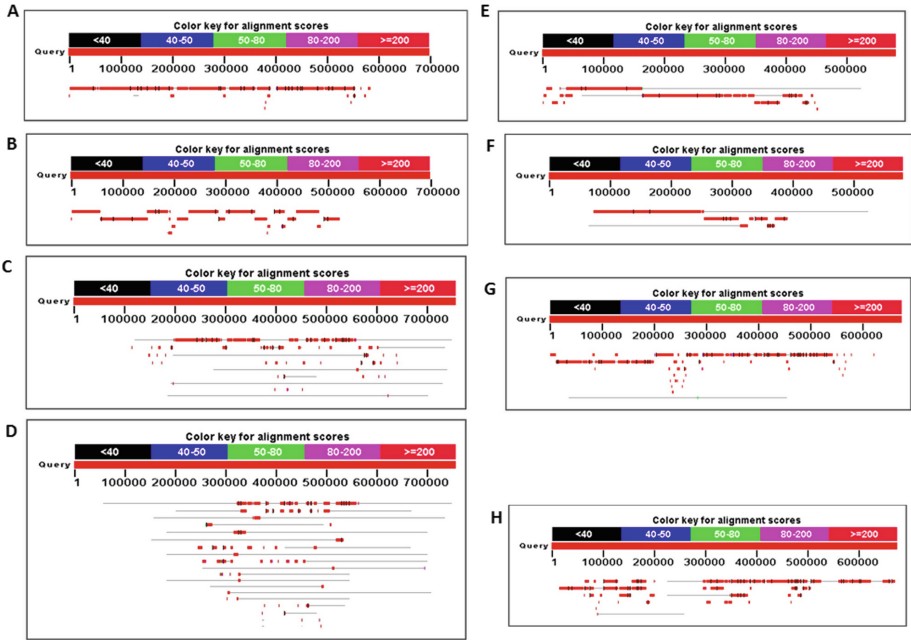 A
Color key for alignment scores
<40 40-50 50-80 80-200 >=200
Query
1 100000 200000 300000 400000 500000 600000 700000
B
Color key for alignment scores
<40 40-50 50-80 80-200 >=200
Query
1 100000 200000 300000 400000 500000 600000 700000
C
Color key for alignment scores
<40 40-50 50-80 80-200 >=200
Query
1 100000 200000 300000 400000 500000 600000 700000
D
Color key for alignment scores
<40 40-50 50-80 80-200 >=200
Query
1 100000 200000 300000 400000 500000 600000 700000
E
Color key for alignment scores
<40 40-50 50-80 80-200 >=200
Query
1 100000 200000 300000 400000 500000
F
Color key for alignment scores
<40 40-50 50-80 80-200 >=200
Query
1 100000 200000 300000 400000 500000
G
Color key for alignment scores
<40 40-50 50-80 80-200 >=200
Query
1 100000 200000 300000 400000 500000 600000
H
Color key for alignment scores
<40 40-50 50-80 80-200 >=200
Query
1 100000 200000 300000 400000 500000 600000